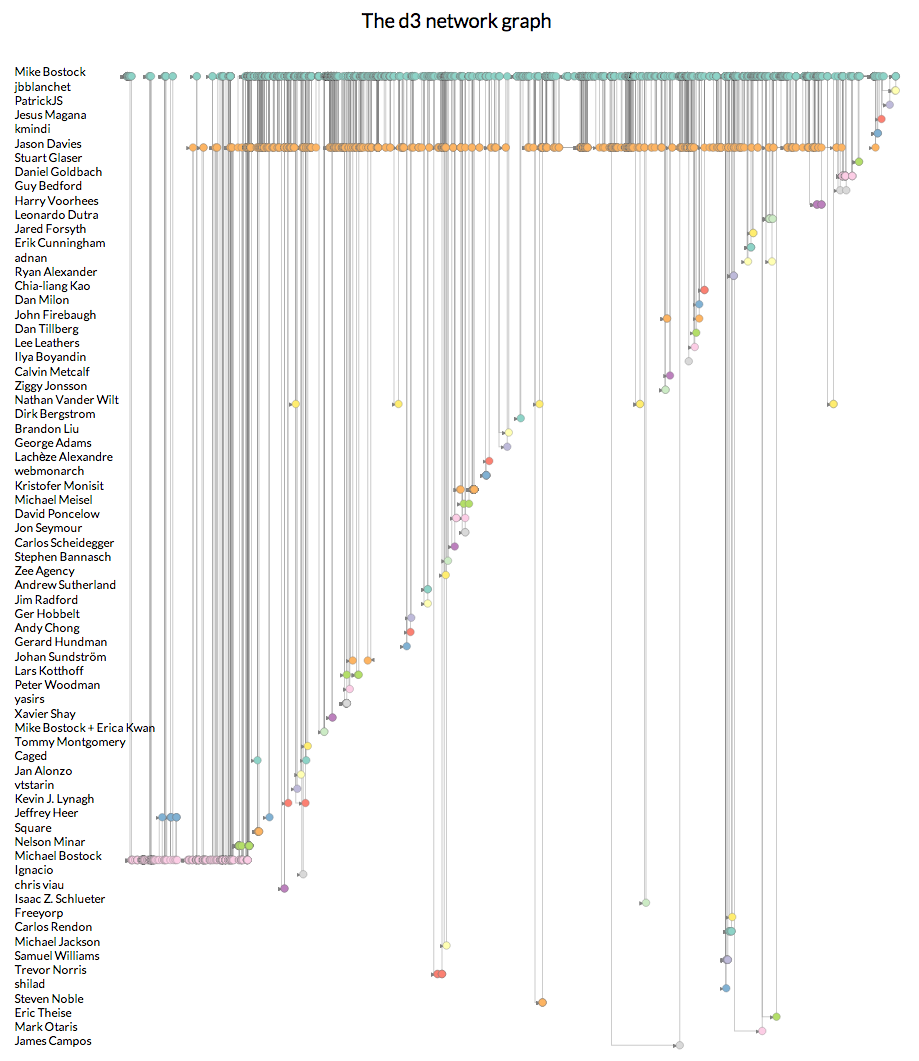 The d3 network graph
Mike Bostock
jbblanchet
PatrickJS
Jesus Magana
kmindi
Jason Davies
Stuart Glaser
Daniel Goldbach
Guy Bedford
Harry Voorhees
Leonardo Dutra
Jared Forsyth
Erik Cunningham
adnan
Ryan Alexander
Chia-liang Kao
Dan Milon
John Firebaugh
Dan Tillberg
Lee Leathers
Ilya Boyandin
Calvin Metcalf
Ziggy Jonsson
Nathan Vander Wilt
Dirk Bergstrom
Brandon Liu
George Adams
Lachèze Alexandre
webmonarch
Kristofer Monisit
Michael Meisel
David Poncelow
Jon Seymour
Carlos Scheidegger
Stephen Bannasch
Zee Agency
Andrew Sutherland
Jim Radford
Ger Hobbelt
Andy Chong
Gerard Hundman
Johan Sundström
Lars Kotthoff
Peter Woodman
yasirs
Xavier Shay
Mike Bostock + Erica Kwan
Tommy Montgomery
Caged
Jan Alonzo
vtstarin
Kevin J. Lynagh
Jeffrey Heer
Square
Nelson Minar
Michael Bostock
Ignacio
chris viau
Isaac Z. Schlueter
Freeyorp
Carlos Rendon
Michael Jackson
Samuel Williams
Trevor Norris
shilad
Steven Noble
Eric Theise
Mark Otaris
James Campos